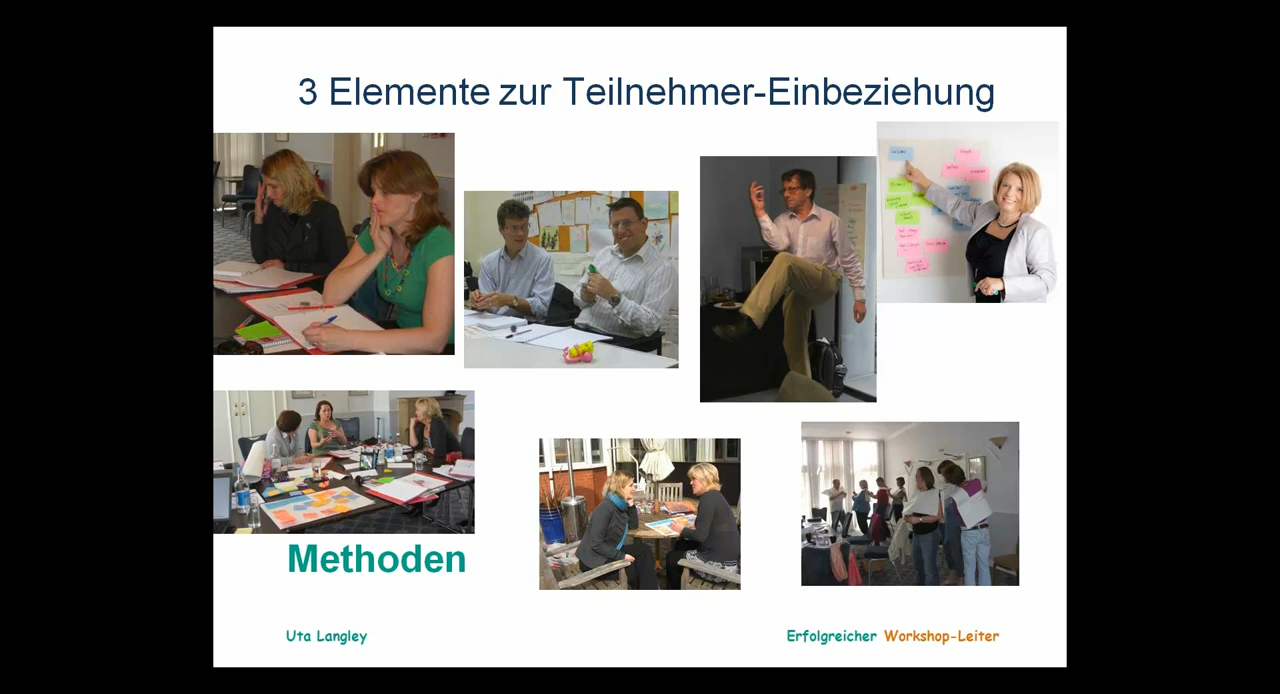 3 Elemente zur Teilnehmer-Einbeziehung
Methoden
Uta Langley
Erfolgreicher Workshop-Leiter